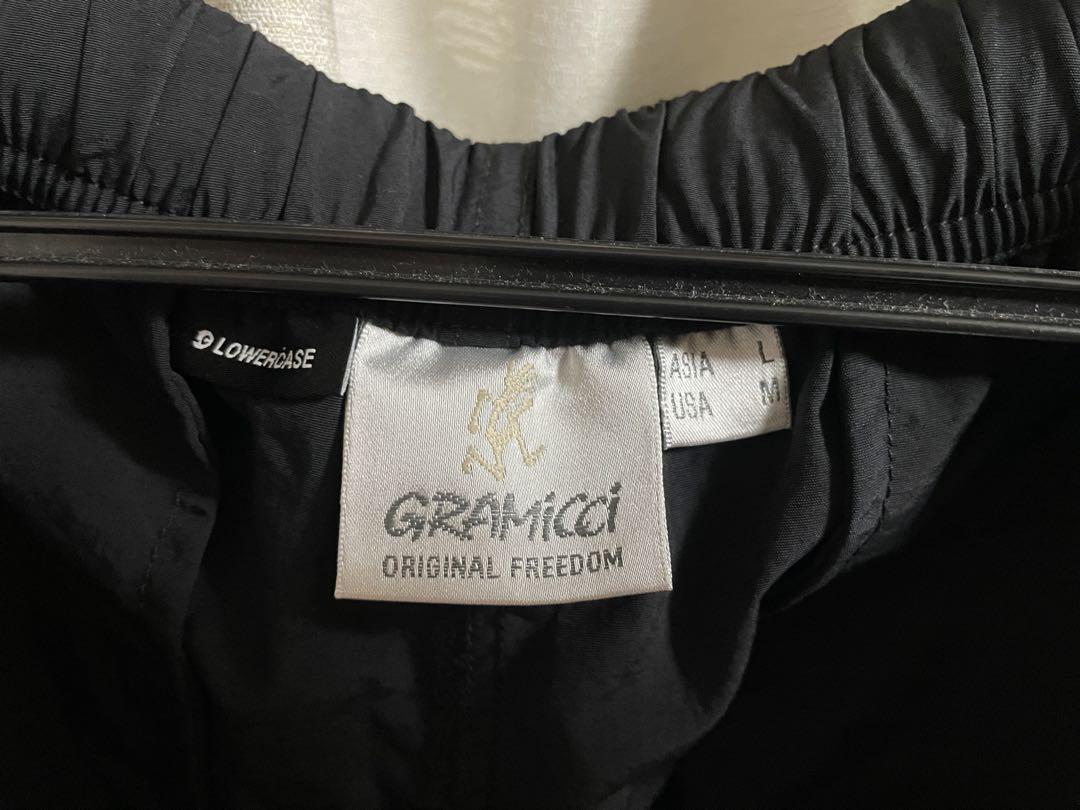 LOWERCASE
GRAMiCCi
ORIGINAL FREEDOM
ASIA L
USA M